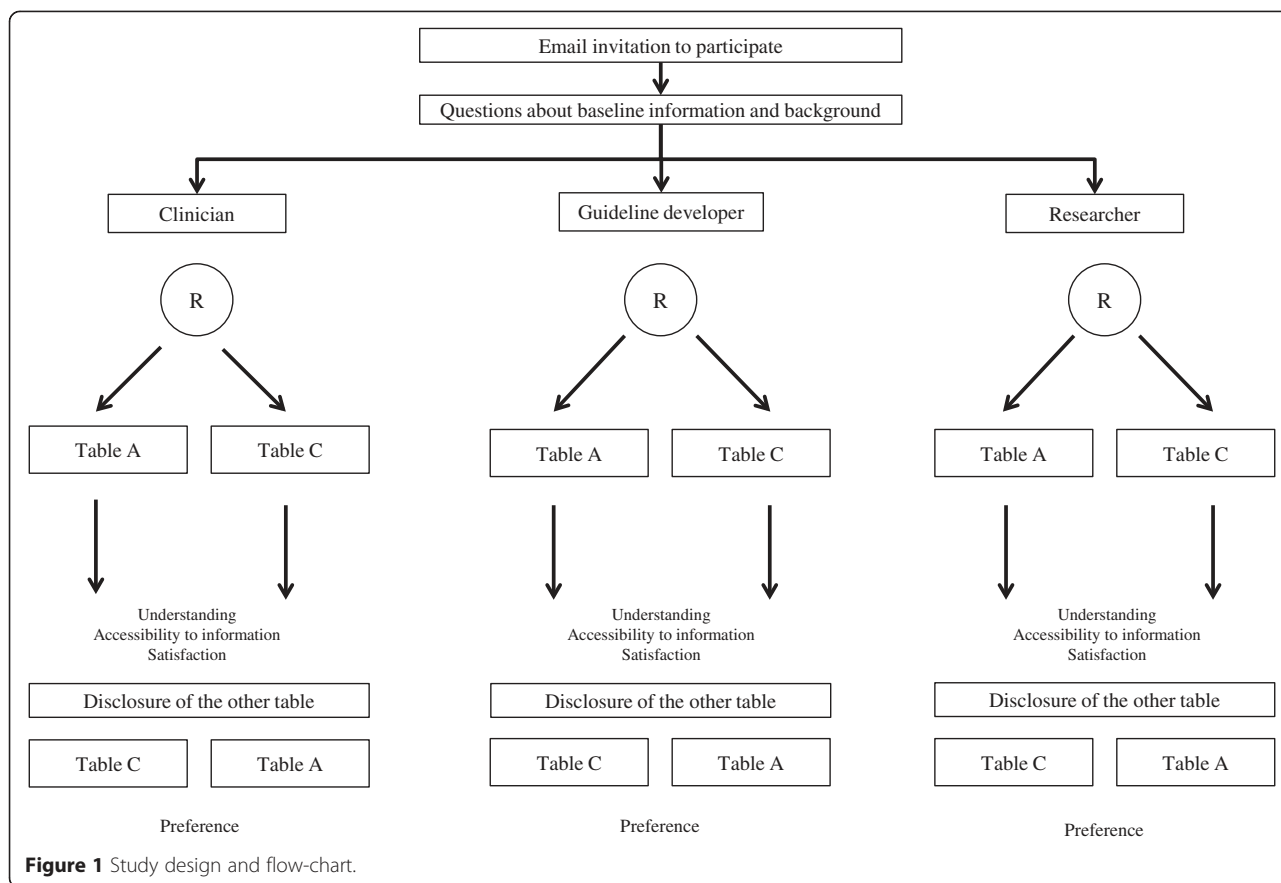 Email invitation to participate
Questions about baseline information and background
Clinician
Guideline developer
Researcher
R
R
R
Table A
Table C
Table A
Table C
Table A
Table C
Understanding
Accessibility to information
Satisfaction
Understanding
Accessibility to information
Satisfaction
Understanding
Accessibility to information
Satisfaction
Disclosure of the other table
Disclosure of the other table
Disclosure of the other table
Table C
Table A
Table C
Table A
Table C
Table A
Preference
Preference
Preference
Figure 1 Study design and flow-chart.